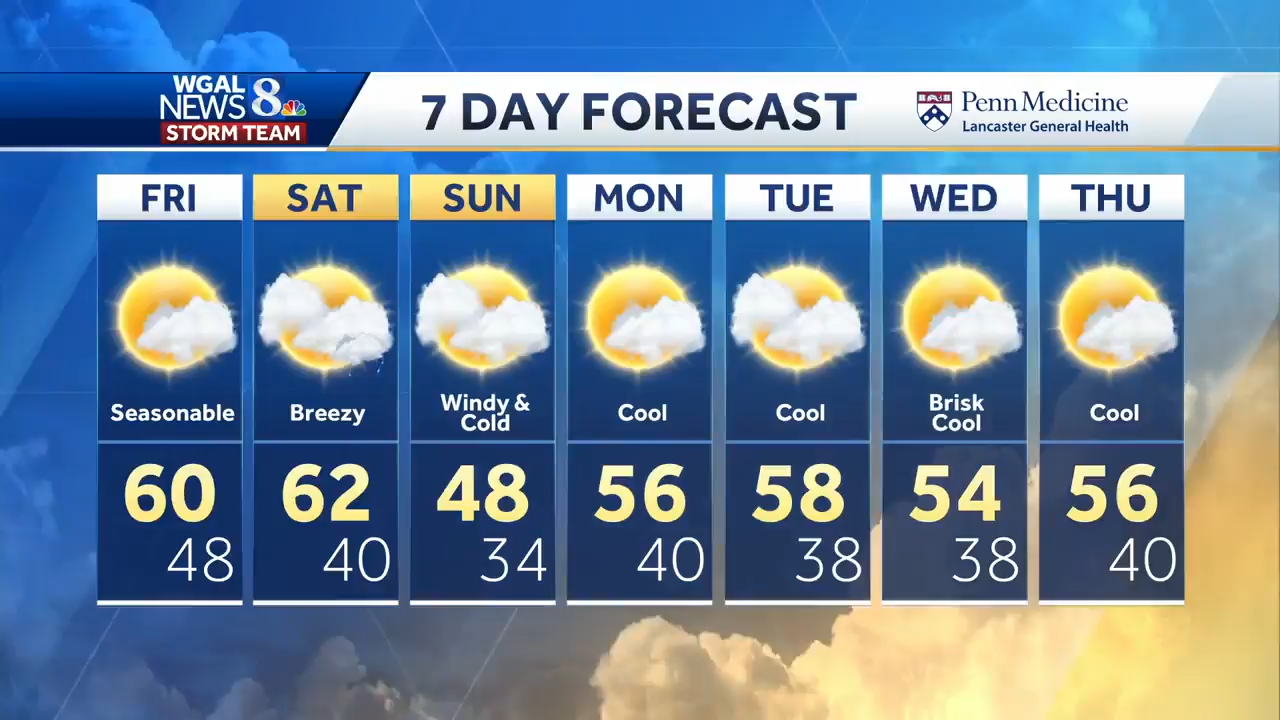 WGAL
NEWS 8
STORM TEAM
7 DAY FORECAST
Penn Medicine
Lancaster General Health
FRI
SAT
SUN
MON
TUE
WED
THU
Seasonable
Breezy
Windy &
Cold
Cool
Cool
Brisk
Cool
Cool
60
62
48
56
58
54
56
48
40
34
40
38
38
40